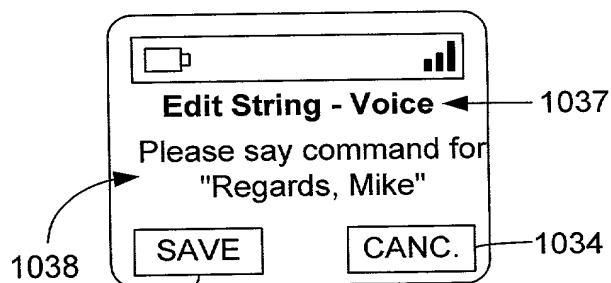 Edit String - Voice
1037
Please say command for
"Regards, Mike"
SAVE
CANC.
1034
1038